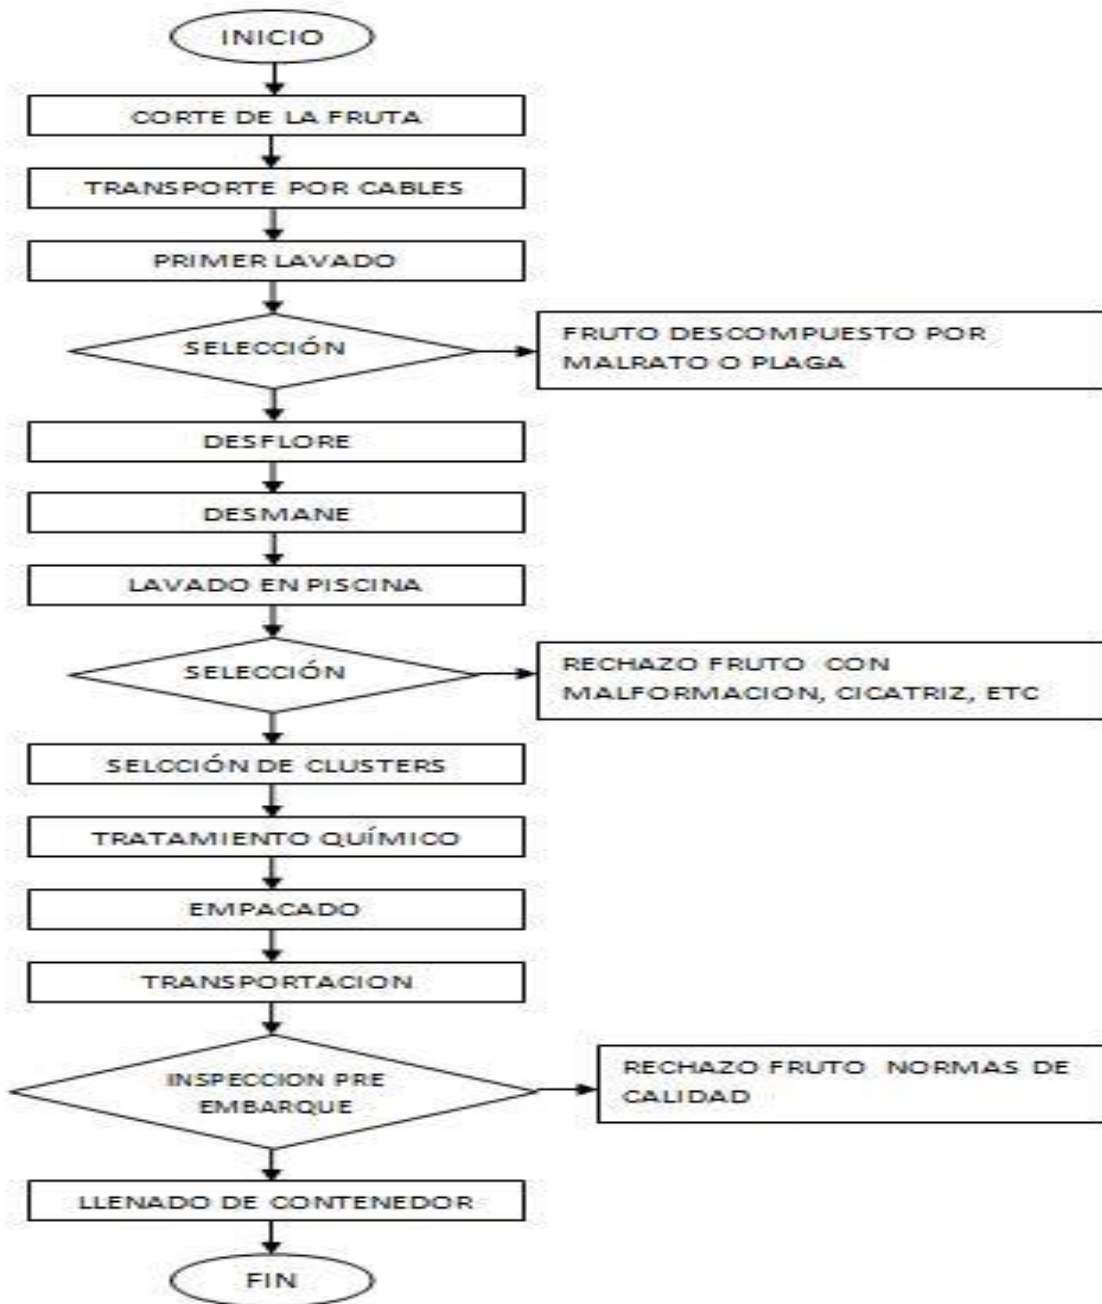 INICIO
CORTE DE LA FRUTA
TRANSPORTE POR CABLES
PRIMER LAVADO
SELECCIÓN
FRUTO DESCOMPUESTO POR
MALRATO O PLAGA
DESFLORE
DESMANE
LAVADO EN PISCINA
SELECCIÓN
RECHAZO FRUTO CON
MALFORMACION, CICATRIZ, ETC
SELCCIÓN DE CLUSTERS
TRATAMIENTO QUÍMICO
EMPACADO
TRANSPORTACION
INSPECCION PRE
EMBARQUE
RECHAZO FRUTO NORMAS DE
CALIDAD
LLENADO DE CONTENEDOR
FIN